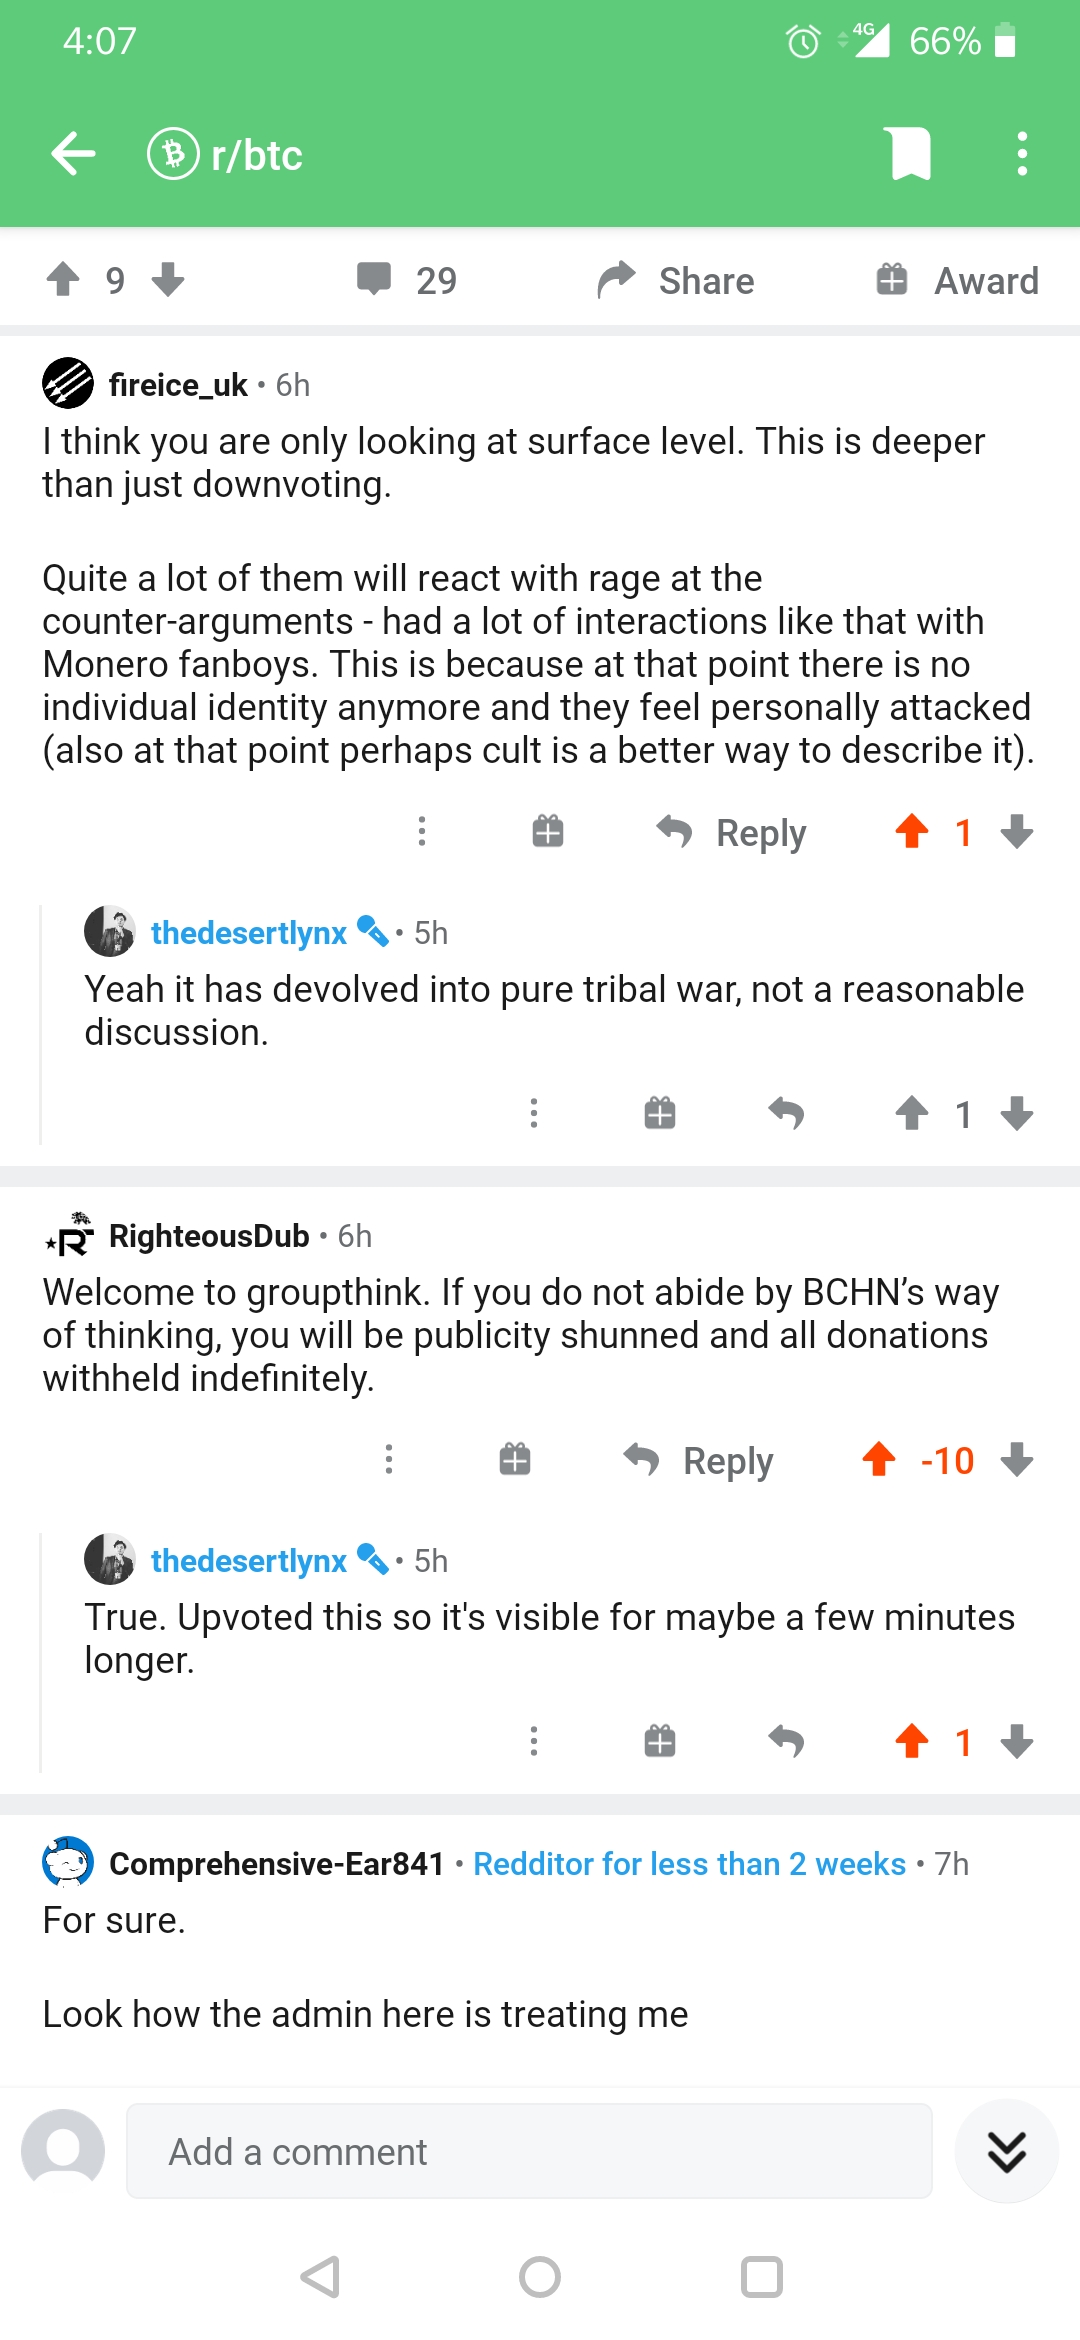 4:07
4G 66%
r/btc
9 29 Share Award
fireice_uk • 6h
I think you are only looking at surface level. This is deeper
than just downvoting.
Quite a lot of them will react with rage at the
counter-arguments - had a lot of interactions like that with
Monero fanboys. This is because at that point there is no
individual identity anymore and they feel personally attacked
(also at that point perhaps cult is a better way to describe it).
Reply 1
thedesertlynx • 5h
Yeah it has devolved into pure tribal war, not a reasonable
discussion.
1
RighteousDub • 6h
Welcome to groupthink. If you do not abide by BCHN’s way
of thinking, you will be publicity shunned and all donations
withheld indefinitely.
Reply -10
thedesertlynx • 5h
True. Upvoted this so it's visible for maybe a few minutes
longer.
1
Comprehensive-Ear841 • Redditor for less than 2 weeks • 7h
For sure.
Look how the admin here is treating me
Add a comment